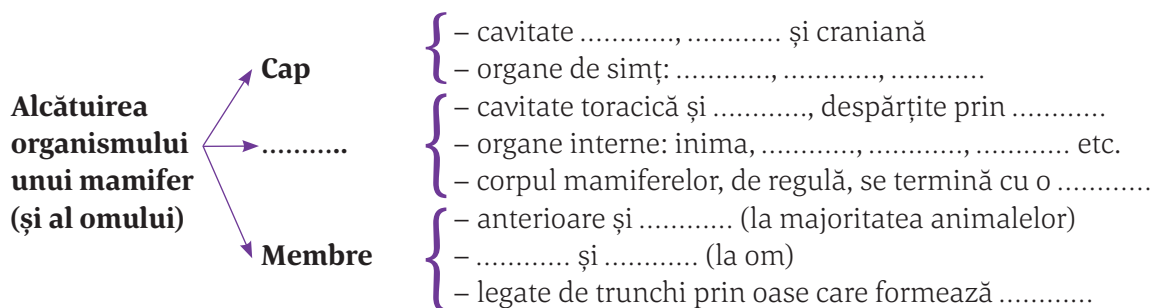 Alcătuirea
organismului
unui mamifer
(și al omului)
Cap
– cavitate …………, ………… și craniană
– organe de simț: …………, …………, …………
………..
– cavitate toracică și …………, despărțite prin …………
– organe interne: inima, …………, …………, ………… etc.
– corpul mamiferelor, de regulă, se termină cu o …………
Membre
– anterioare și ………… (la majoritatea animalelor)
– ………… și ………… (la om)
– legate de trunchi prin oase care formează …………